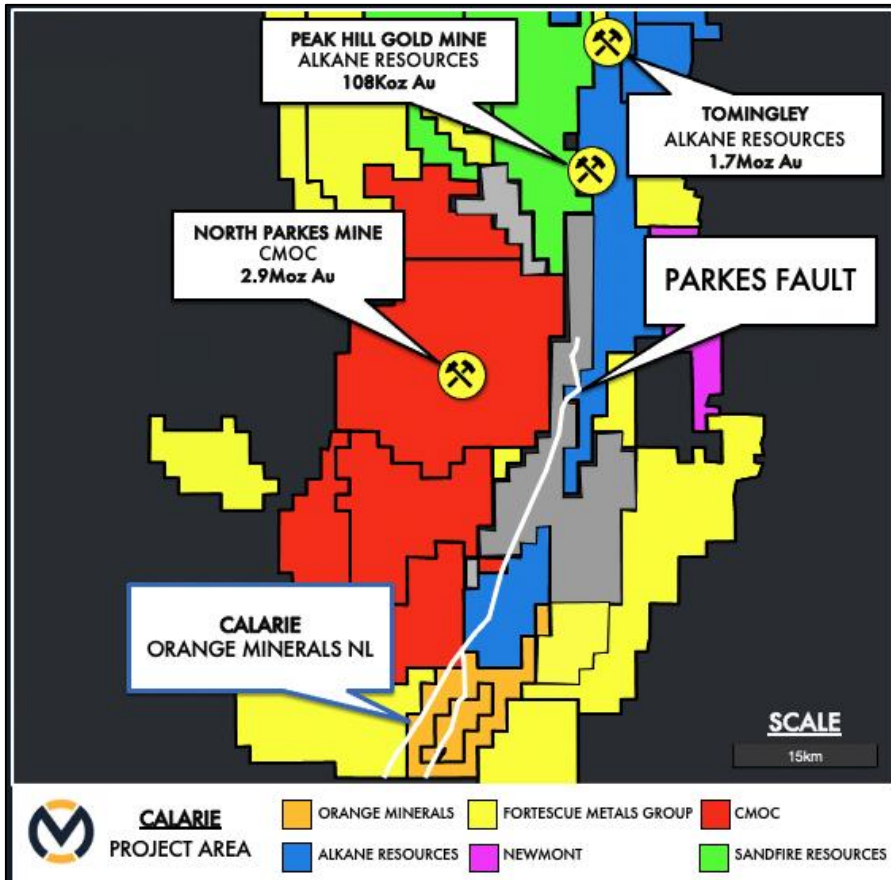 PEAK HILL GOLD MINE
ALKANE RESOURCES
108Koz Au
TOMINGLEY
ALKANE RESOURCES
1.7Moz Au
NORTH PARKES MINE
CMOC
2.9Moz Au
PARKES FAULT
CALARIE
ORANGE MINERALS NL
SCALE
15km
CALARIE
PROJECT AREA
ORANGE MINERALS
FORTESCUE METALS GROUP
CMOC
ALKANE RESOURCES
NEWMONT
SANDFIRE RESOURCES